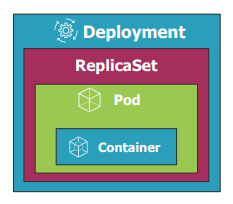 Deployment
ReplicaSet
Pod
Container